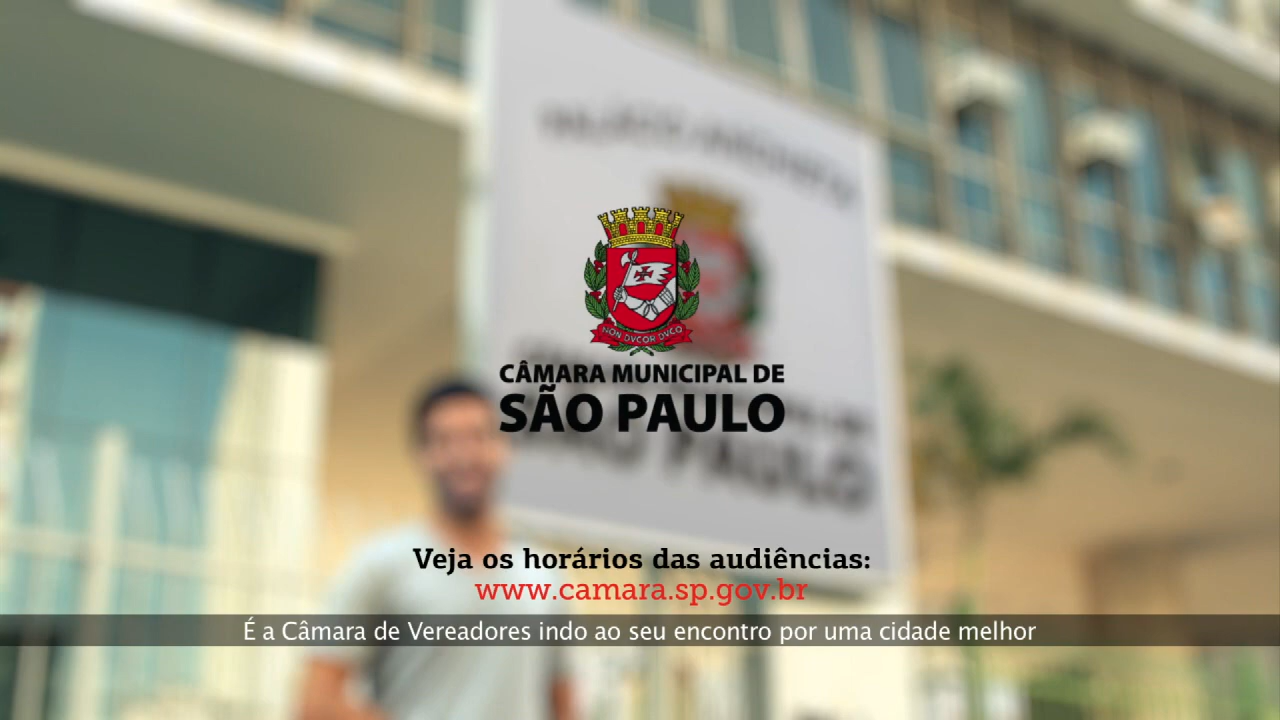 NON DVCOR DVCO
CÂMARA MUNICIPAL DE
SÃO PAULO
Veja os horários das audiências:
www.camara.sp.gov.br
É a Câmara de Vereadores indo ao seu encontro por uma cidade melhor